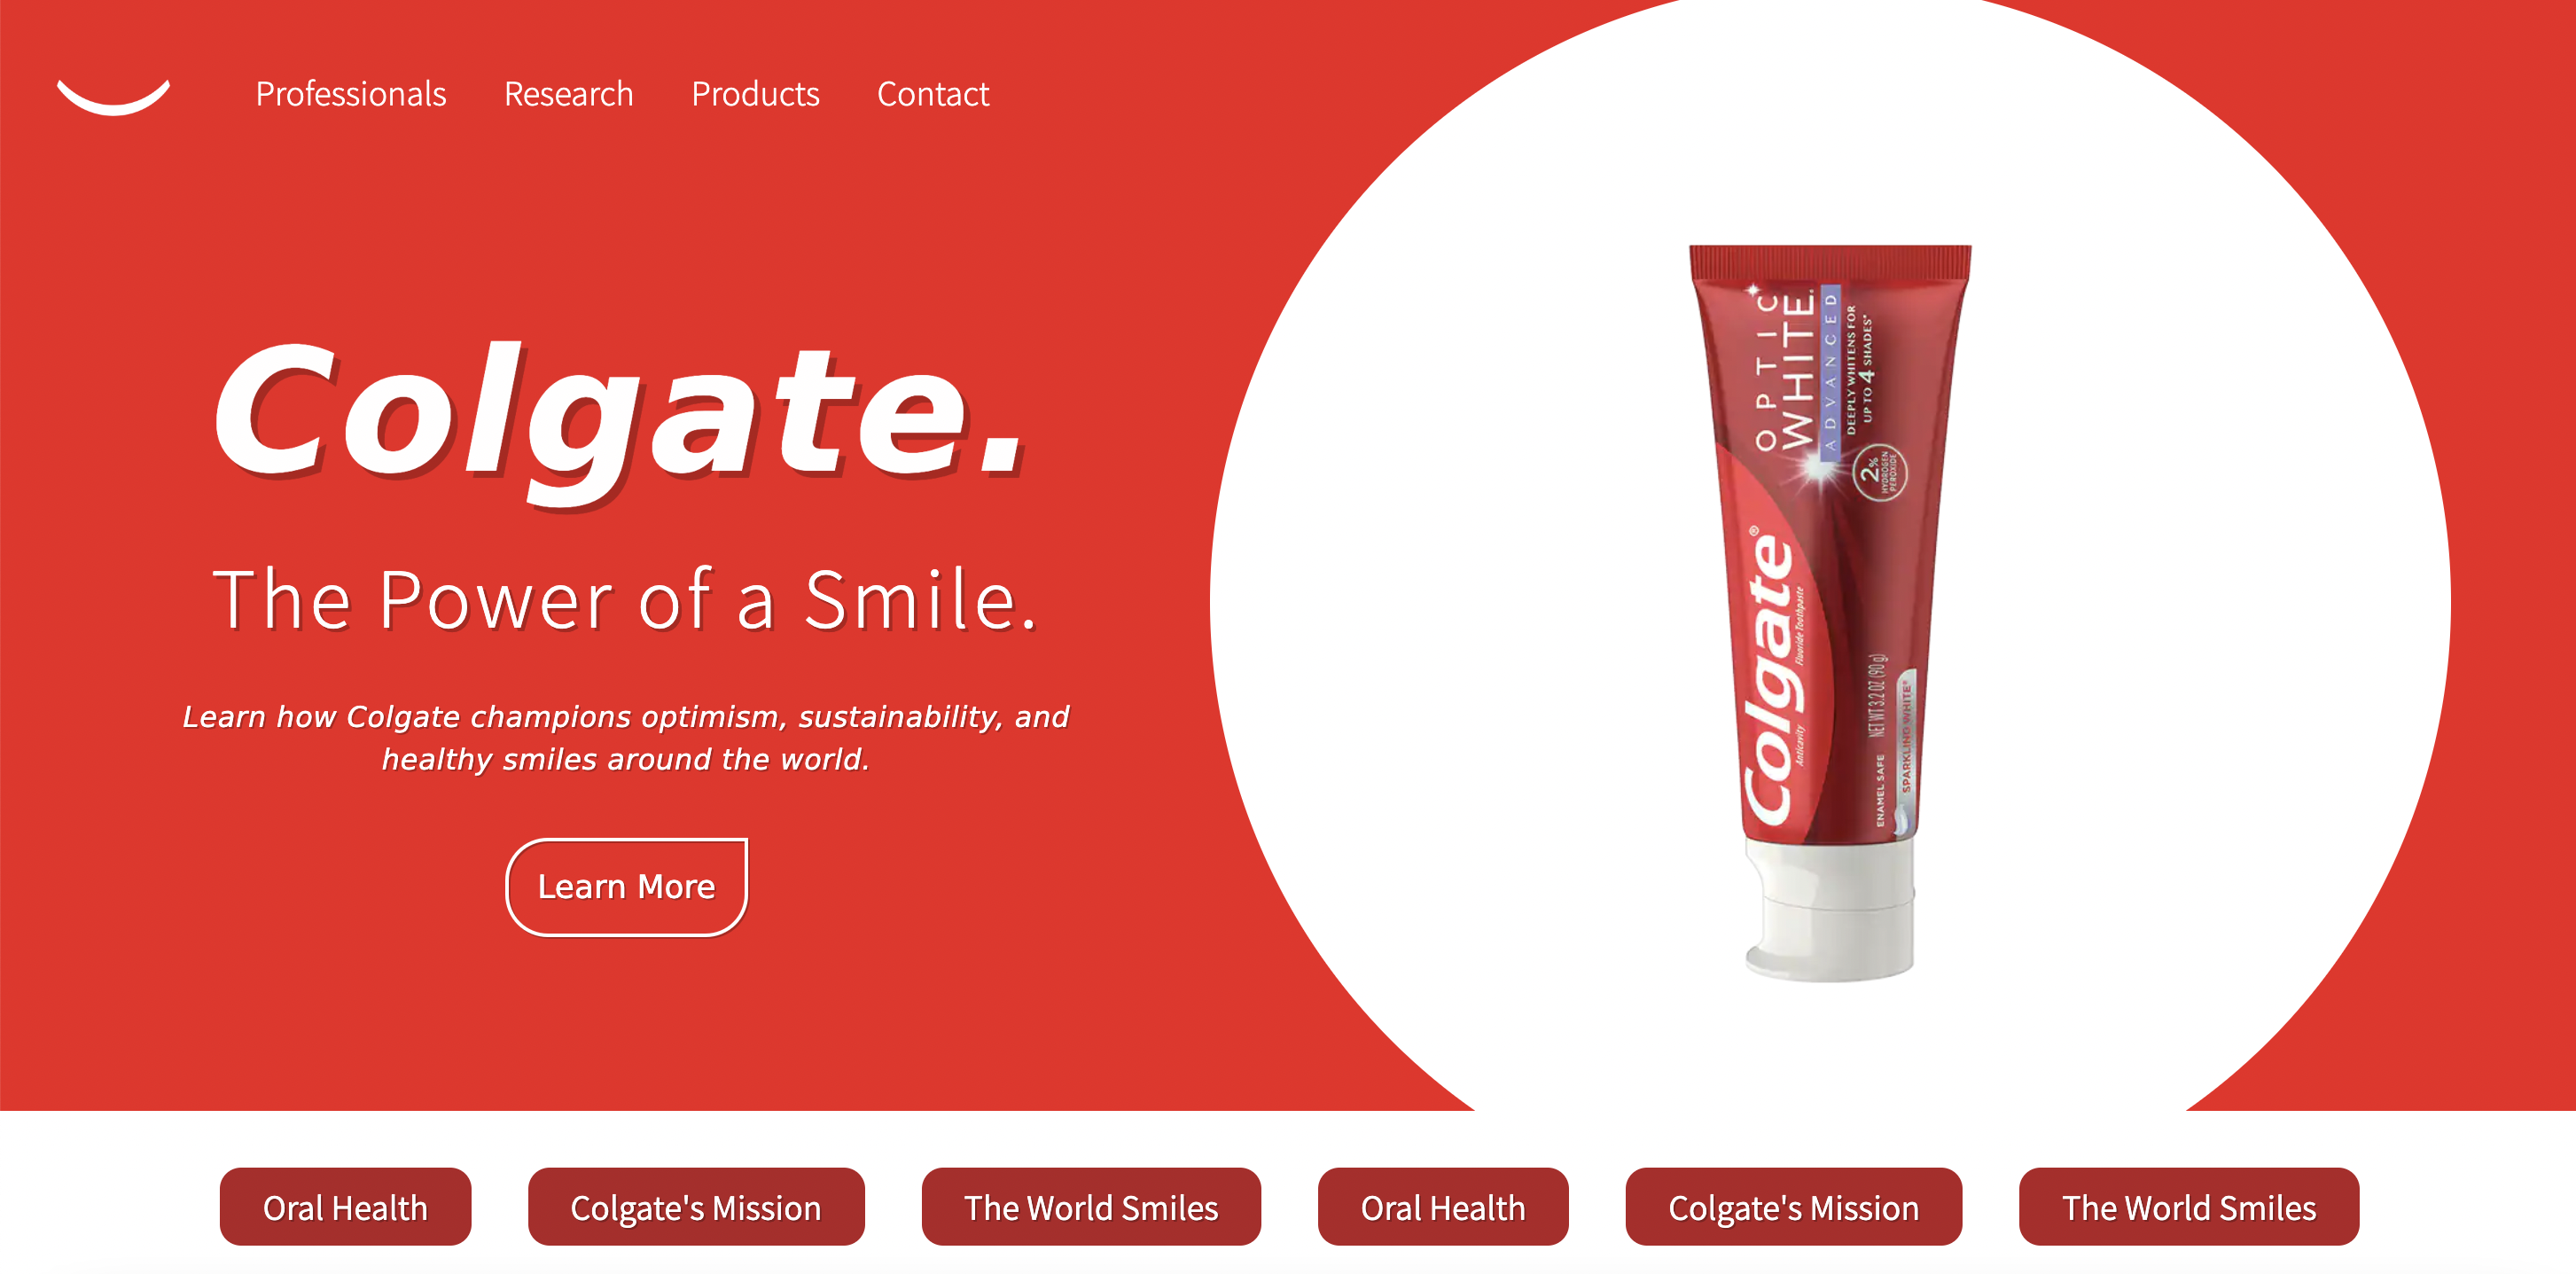 Professionals Research Products Contact
Colgate.
The Power of a Smile.
Learn how Colgate champions optimism, sustainability, and
healthy smiles around the world.
Learn More
OPTIC
WHITE.
ADVANCED
DEEPLY WHITENS FOR
UP TO 4 SHADES*
2%
HYDROGEN
PEROXIDE
Colgate®
Anticavity Fluoride Toothpaste
ENAMEL SAFE NET WT 3.2 OZ (90 g)
SPARKLING WHITE®
Oral Health Colgate's Mission The World Smiles Oral Health Colgate's Mission The World Smiles